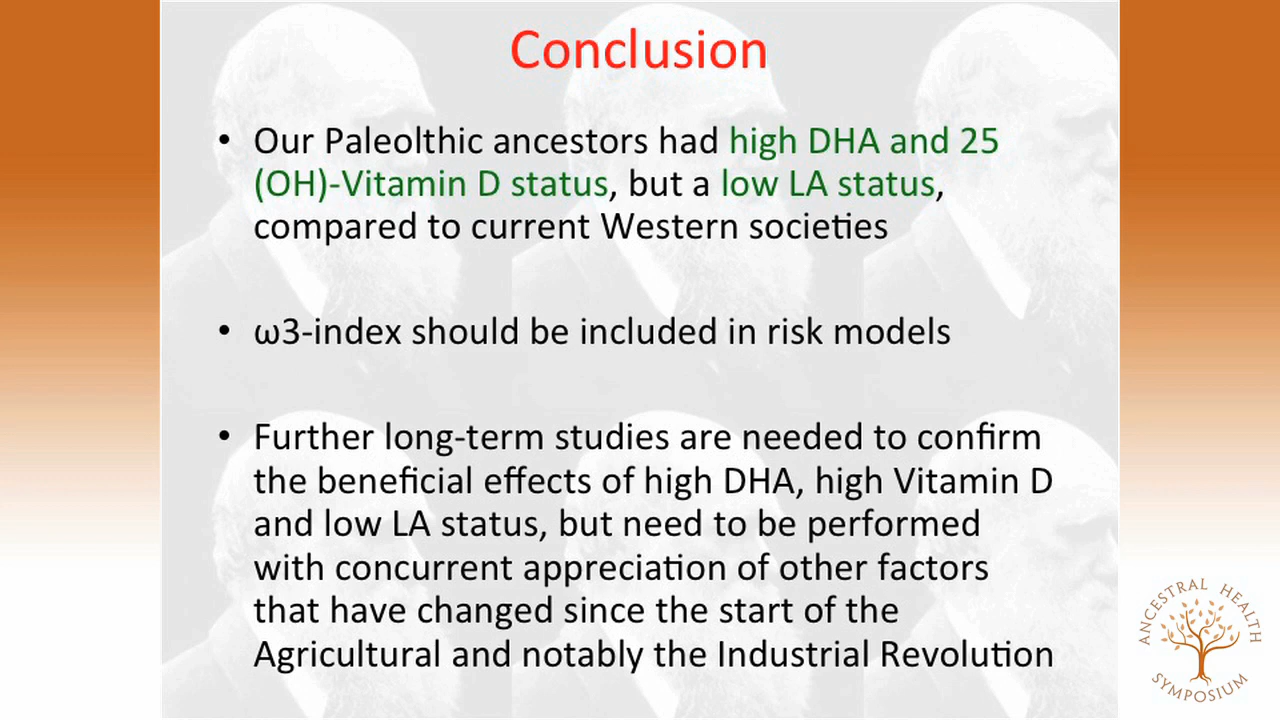 Conclusion
• Our Paleolthic ancestors had high DHA and 25
(OH)-Vitamin D status, but a low LA status,
compared to current Western societies
• ω3-index should be included in risk models
• Further long-term studies are needed to confirm
the beneficial effects of high DHA, high Vitamin D
and low LA status, but need to be performed
with concurrent appreciation of other factors
that have changed since the start of the
Agricultural and notably the Industrial Revolution
ANCESTRAL HEALTH
SYMPOSIUM